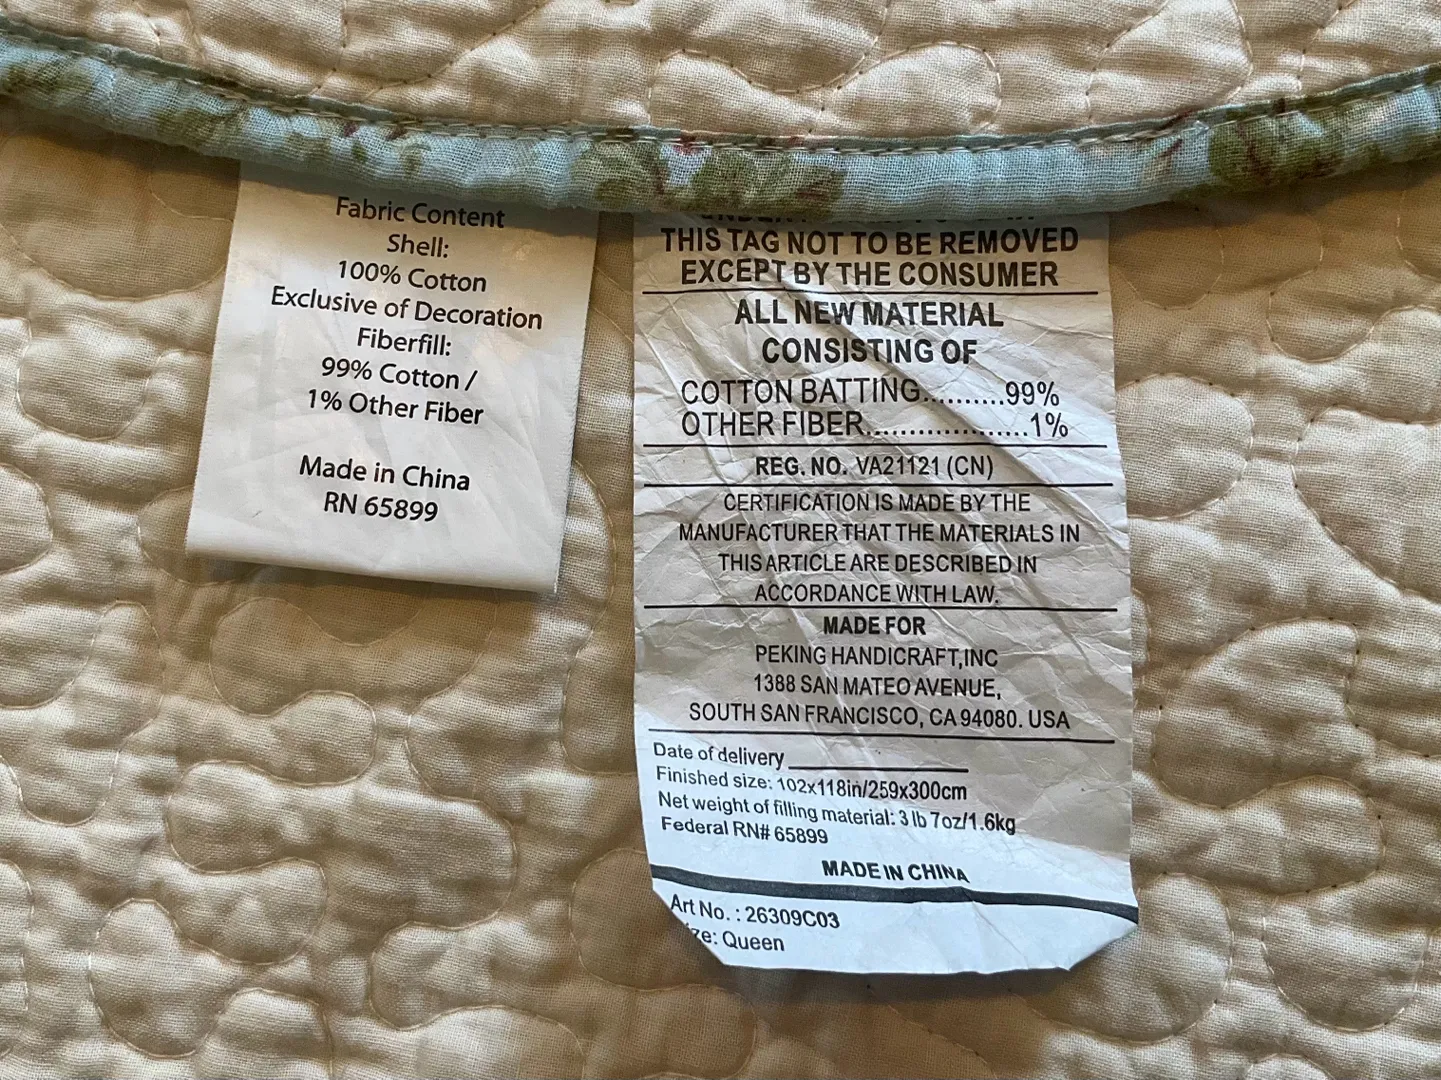 Fabric Content
Shell:
100% Cotton
Exclusive of Decoration
Fiberfill:
99% Cotton /
1% Other Fiber
Made in China
RN 65899
THIS TAG NOT TO BE REMOVED
EXCEPT BY THE CONSUMER
ALL NEW MATERIAL
CONSISTING OF
COTTON BATTING..........99%
OTHER FIBER....................1%
REG. NO. VA21121 (CN)
CERTIFICATION IS MADE BY THE
MANUFACTURER THAT THE MATERIALS IN
THIS ARTICLE ARE DESCRIBED IN
ACCORDANCE WITH LAW.
MADE FOR
PEKING HANDICRAFT,INC
1388 SAN MATEO AVENUE,
SOUTH SAN FRANCISCO, CA 94080. USA
Date of delivery
Finished size: 102x118in/259x300cm
Net weight of filling material: 3 lb 7oz/1.6kg
Federal RN# 65899
MADE IN CHINA
Art No. : 26309C03
Queen